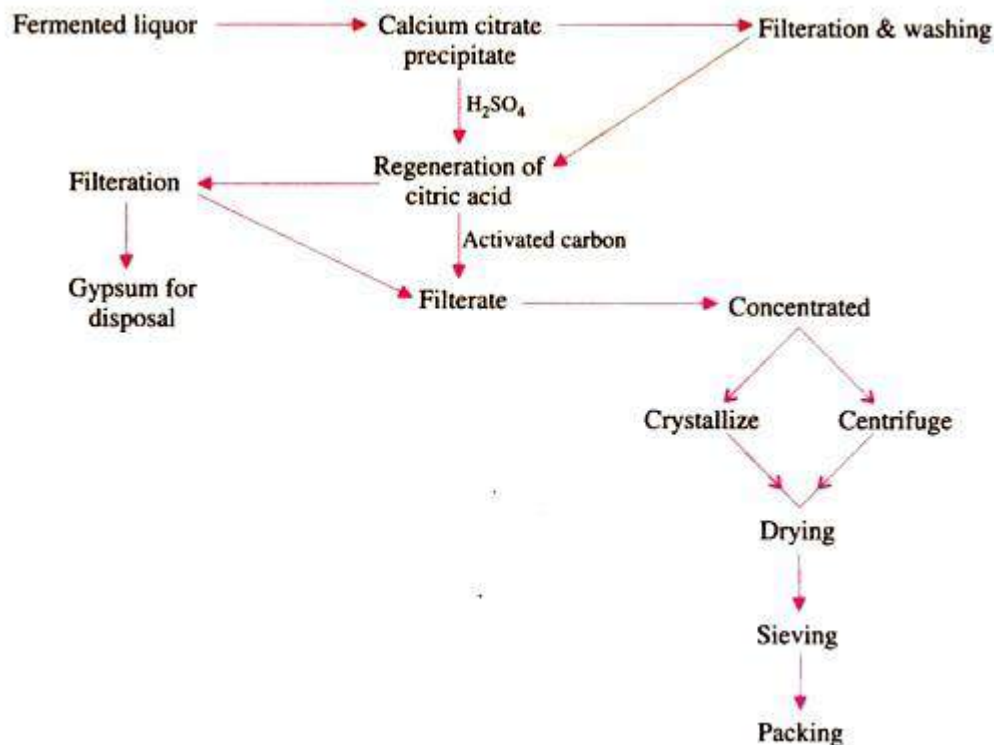 Fermented liquor
Calcium citrate
precipitate
Filteration & washing
H₂SO₄
Regeneration of
citric acid
Filteration
Activated carbon
Gypsum for
disposal
Filterate
Concentrated
Crystallize
Centrifuge
Drying
Sieving
Packing